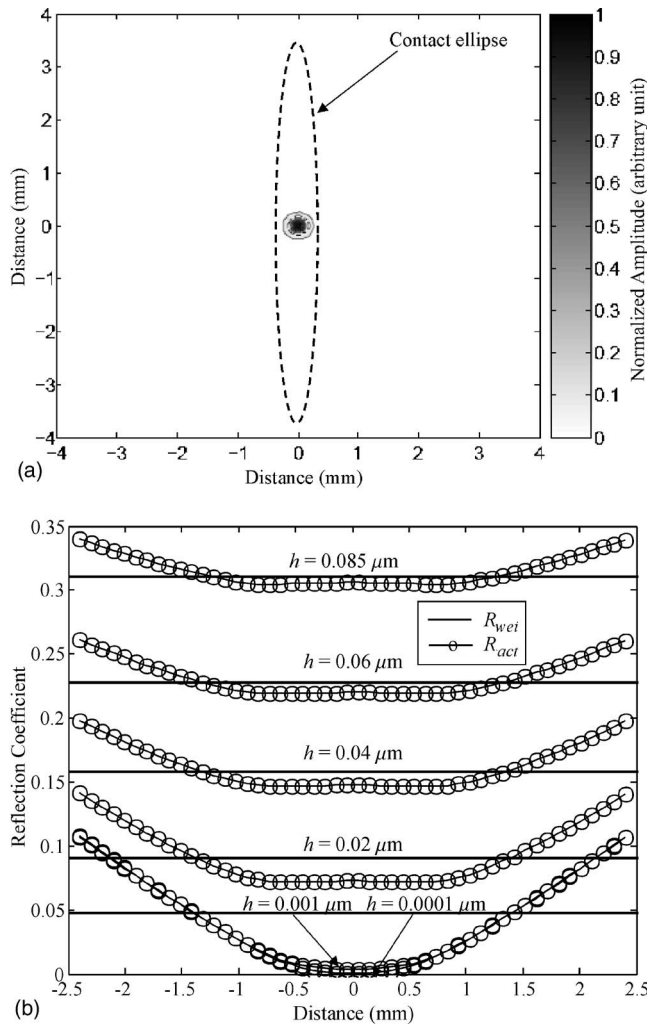 4
3
2
1
0
−1
−2
−3
−4
Distance (mm)
Contact ellipse
−4 −3 −2 −1 0 1 2 3 4
Distance (mm)
(a)
1
0.9
0.8
0.7
0.6
0.5
0.4
0.3
0.2
0.1
0
Normalized Amplitude (arbitrary unit)
0.35
0.3
0.25
0.2
0.15
0.1
0.05
0
Reflection Coefficient
h = 0.085 μm
R_wei
R_act
h = 0.06 μm
h = 0.04 μm
h = 0.02 μm
h = 0.001 μm h = 0.0001 μm
-2.5 -2 -1.5 -1 -0.5 0 0.5 1 1.5 2 2.5
Distance (mm)
(b)